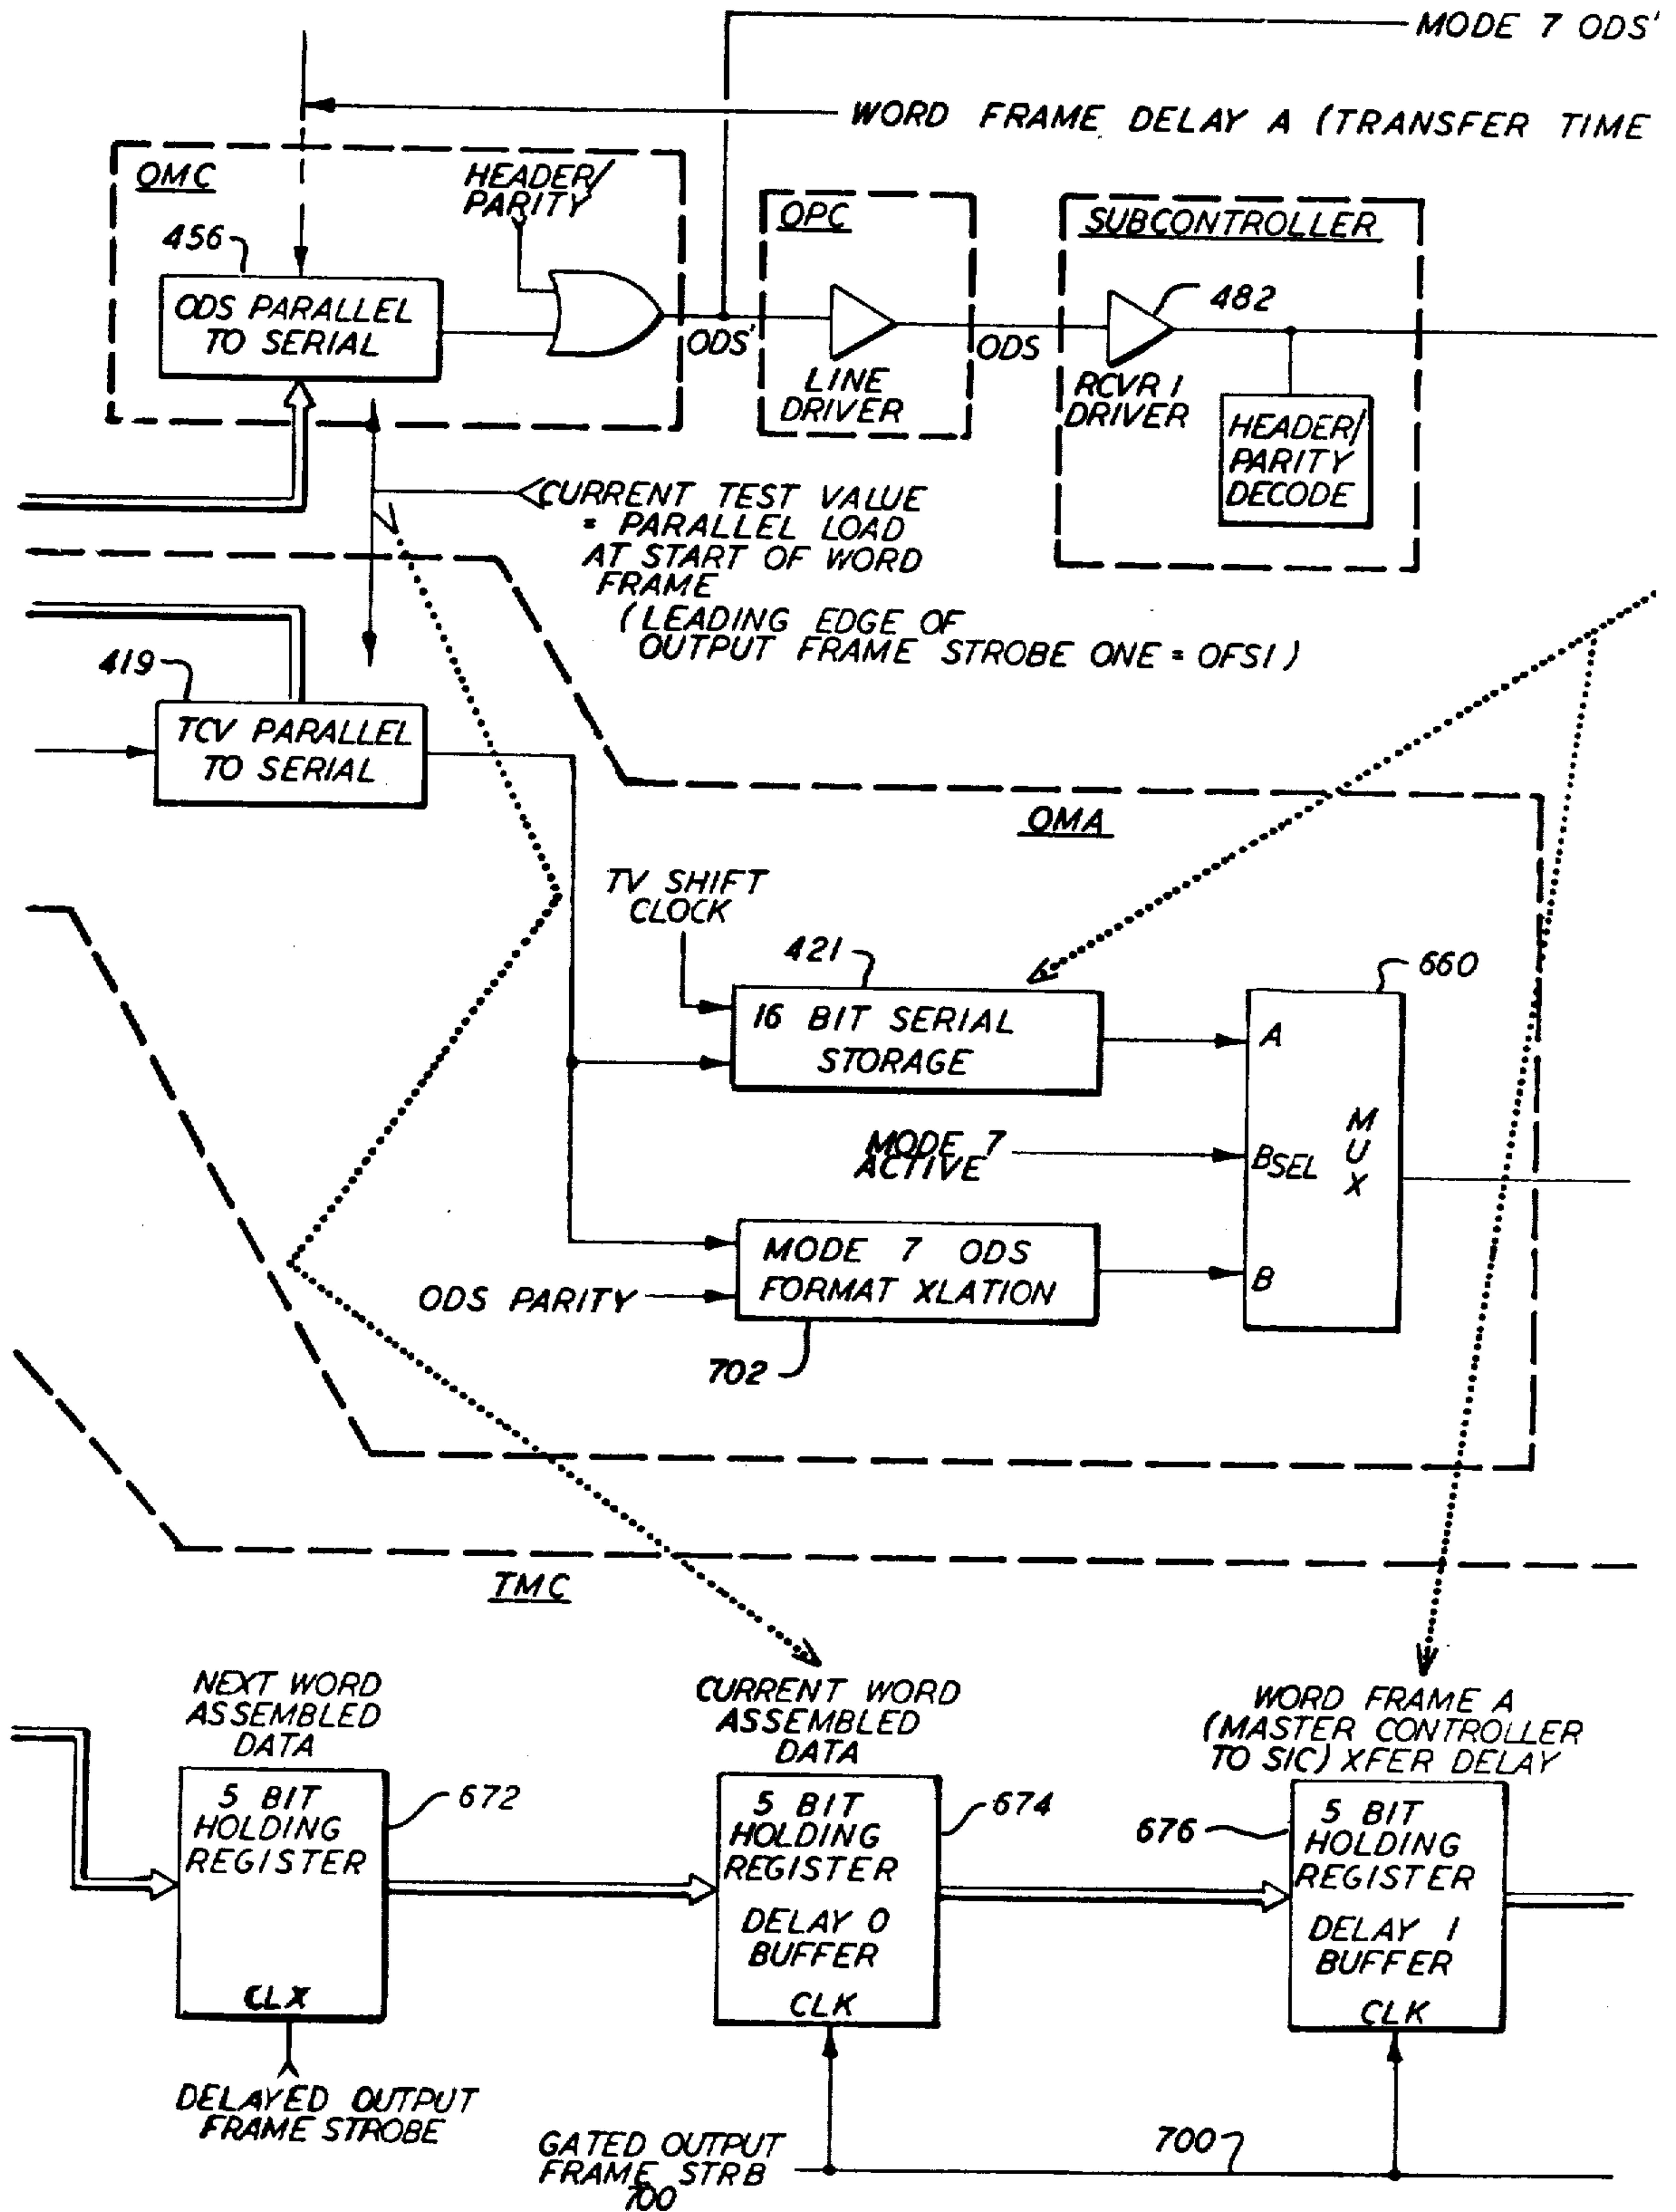 MODE 7 ODS'
WORD FRAME DELAY A (TRANSFER TIME
OMC
HEADER/
PARITY
456
ODS PARALLEL
TO SERIAL
ODS'
OPC
LINE
DRIVER
ODS
SUBCONTROLLER
482
RCVR 1
DRIVER
HEADER/
PARITY
DECODE
CURRENT TEST VALUE
= PARALLEL LOAD
AT START OF WORD
FRAME
(LEADING EDGE OF
OUTPUT FRAME STROBE ONE = OFS1)
419
TCV PARALLEL
TO SERIAL
OMA
TV SHIFT
CLOCK
421
16 BIT SERIAL
STORAGE
660
A
MODE 7
ACTIVE
BSEL
MUX
MODE 7 ODS
FORMAT XLATION
B
ODS PARITY
702
TMC
NEXT WORD
ASSEMBLED
DATA
5 BIT
HOLDING
REGISTER
CLX
672
DELAYED OUTPUT
FRAME STROBE
CURRENT WORD
ASSEMBLED
DATA
5 BIT
HOLDING
REGISTER
DELAY 0
BUFFER
CLK
674
WORD FRAME A
(MASTER CONTROLLER
TO SIC) XFER DELAY
676
5 BIT
HOLDING
REGISTER
DELAY 1
BUFFER
CLK
GATED OUTPUT
FRAME STRB
700
700